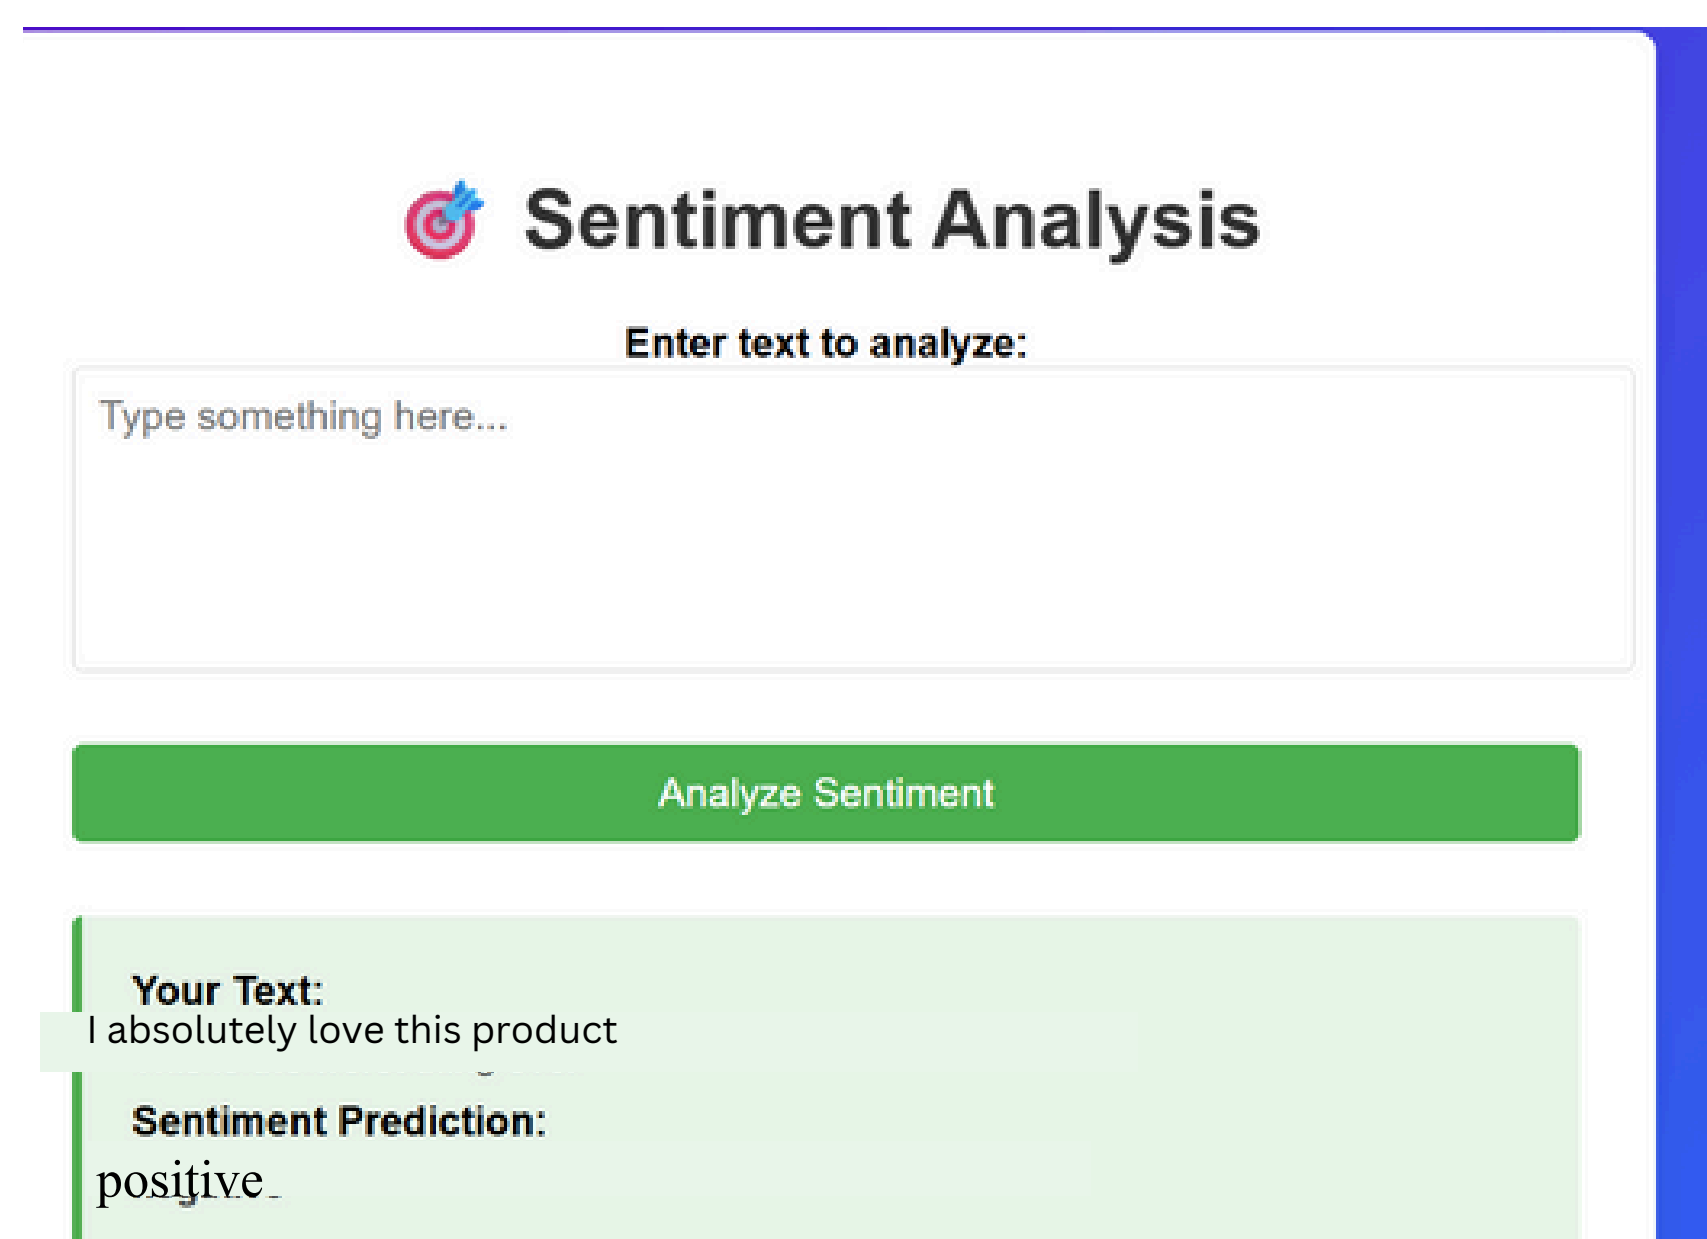 Sentiment Analysis
Enter text to analyze:
Type something here...
Analyze Sentiment
Your Text:
I absolutely love this product
Sentiment Prediction:
positive